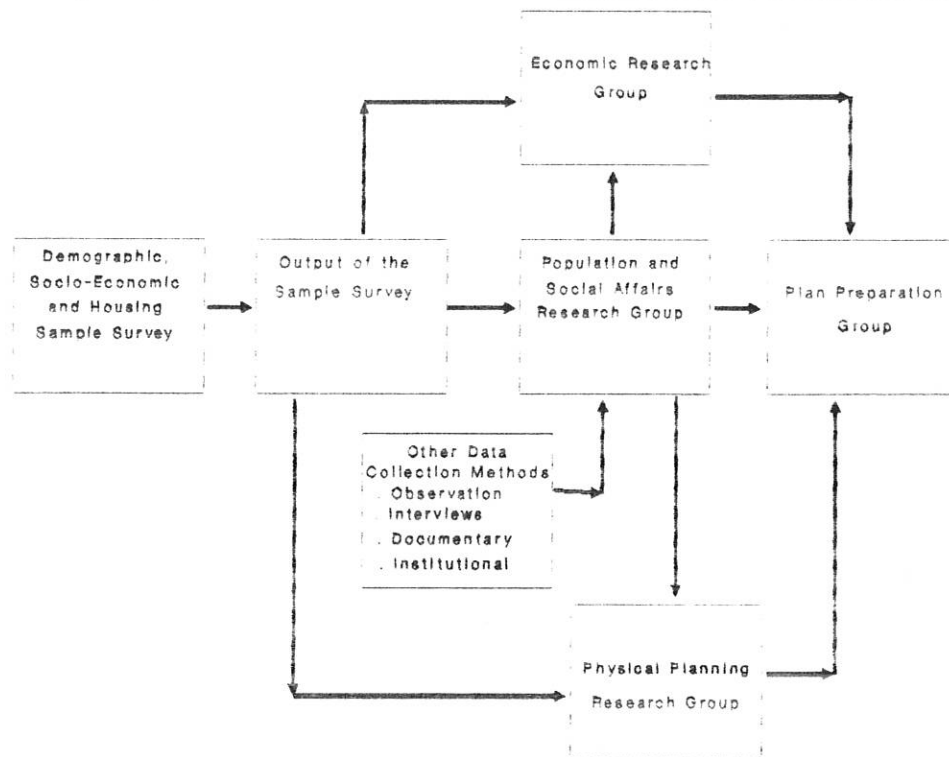 Economic Research
Group
Demographic,
Socio-Economic
and Housing
Sample Survey
Output of the
Sample Survey
Population and
Social Affairs
Research Group
Plan Preparation
Group
Other Data
Collection Methods
. Observation
. Interviews
. Documentary
. Institutional
Physical Planning
Research Group